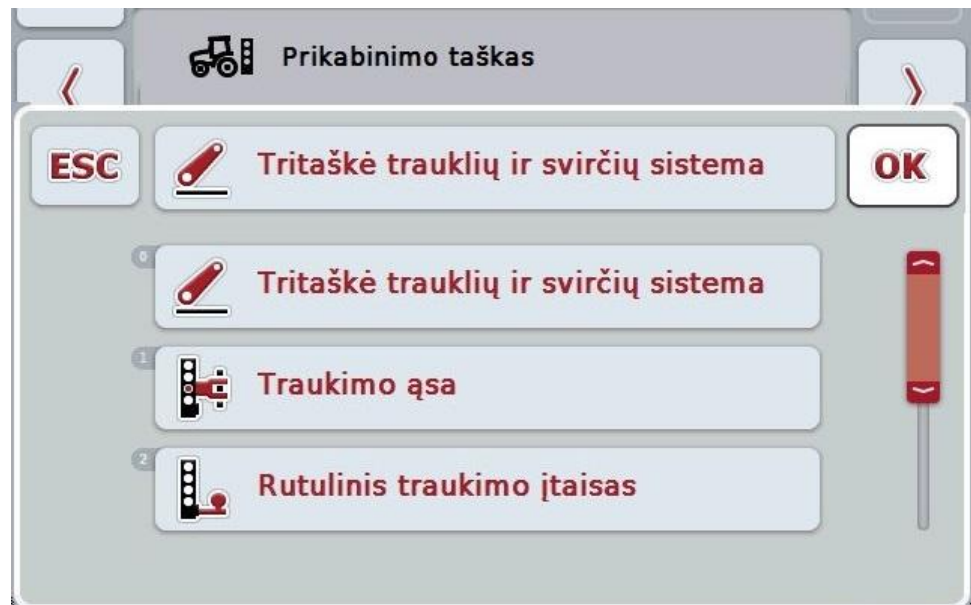 Prikabinimo taškas
ESC
Tritaškė trauklių ir svirčių sistema
OK
0
Tritaškė trauklių ir svirčių sistema
1
Traukimo ąsa
2
Rutulinis traukimo įtaisas